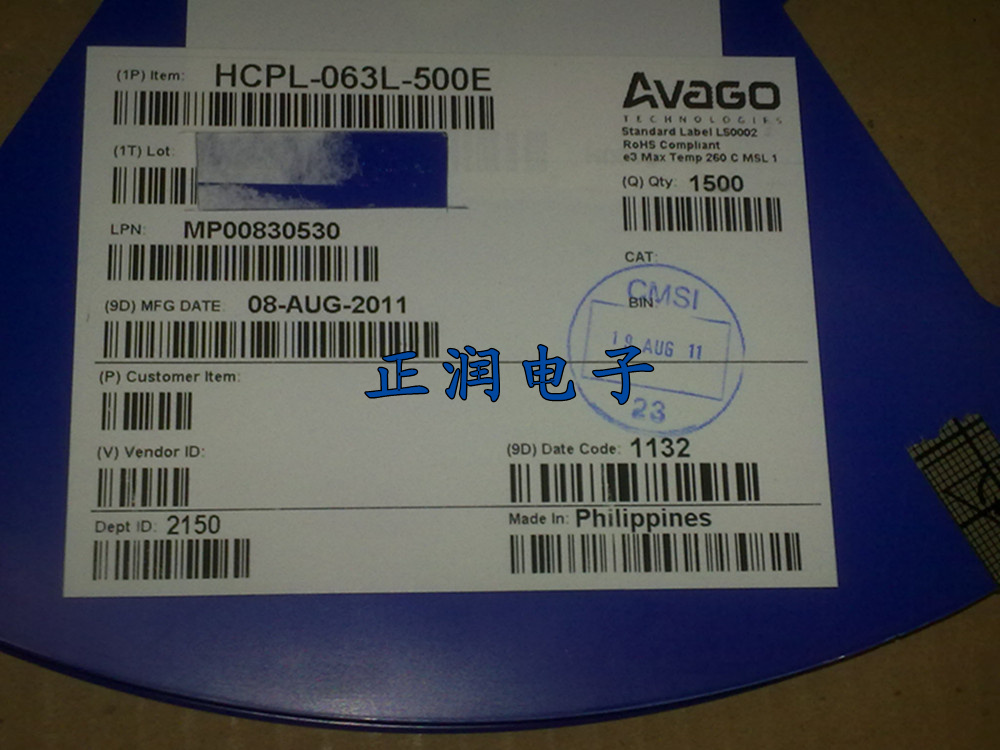 (1P) Item: HCPL-063L-500E
AVAGO
TECHNOLOGIES
Standard Label LS0002
RoHS Compliant
e3 Max Temp 260 C MSL 1
(1T) Lot:
(Q) Qty: 1500
LPN: MP00830530
CAT:
BIN:
CMSI
AUG 11
23
(9D) MFG DATE: 08-AUG-2011
正润电子
(P) Customer Item:
(V) Vendor ID:
(9D) Date Code: 1132
Dept ID: 2150
Made In: Philippines